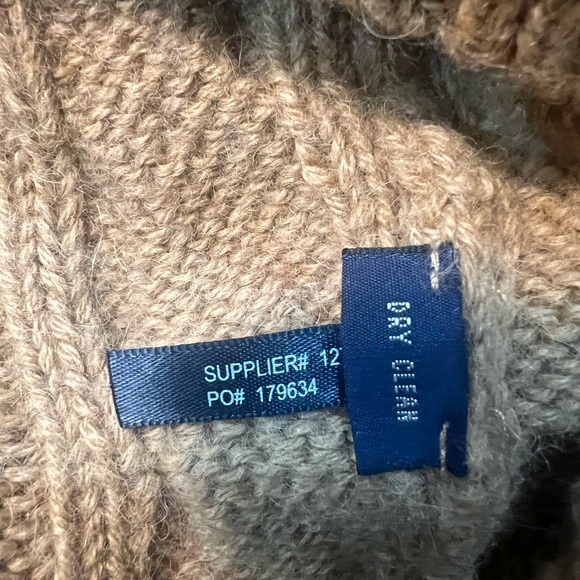 SUPPLIER# 12
PO# 179634
DRY CLEAN